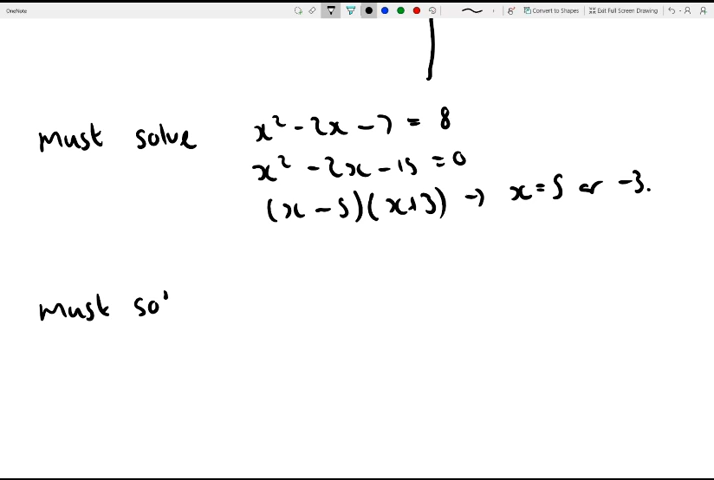 OneNote
Convert to Shapes Exit Full Screen Drawing
must solve x² - 2x - 7 = 8
x² - 2x - 15 = 0
(x - 5)(x+3) → x = 5 or -3.
must so